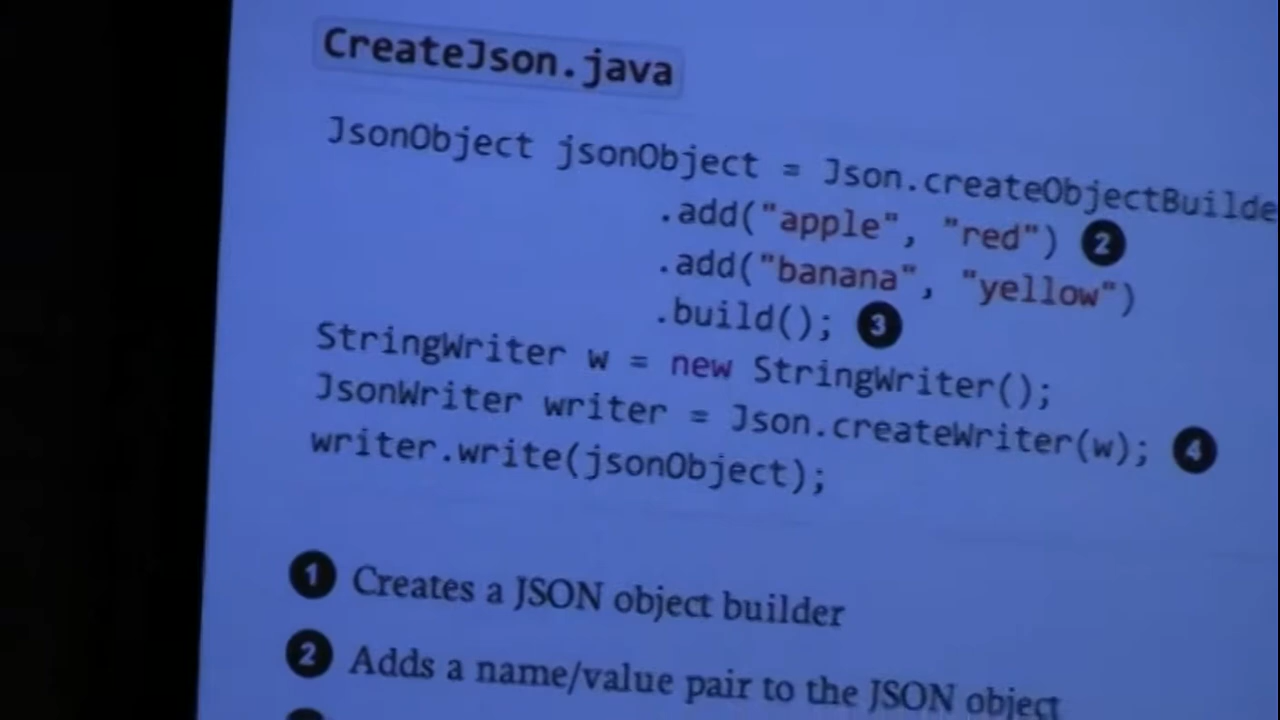 CreateJson.java
JsonObject jsonObject = Json.createObjectBuilde
.add("apple", "red") 2
.add("banana", "yellow")
.build(); 3
StringWriter w = new StringWriter();
JsonWriter writer = Json.createWriter(w); 4
writer.write(jsonObject);
1 Creates a JSON object builder
2 Adds a name/value pair to the JSON object